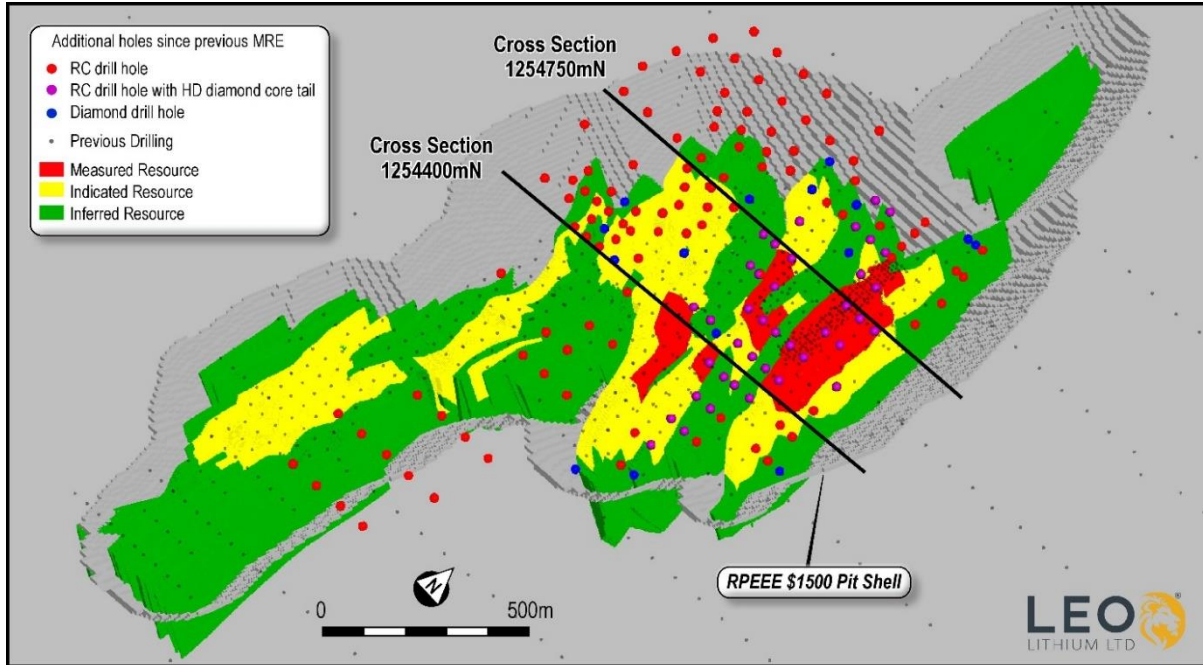 Additional holes since previous MRE
RC drill hole
RC drill hole with HD diamond core tail
Diamond drill hole
Previous Drilling
Measured Resource
Indicated Resource
Inferred Resource
Cross Section
1254750mN
Cross Section
1254400mN
RPEEE $1500 Pit Shell
N
0 500m
LEO
LITHIUM LTD
®